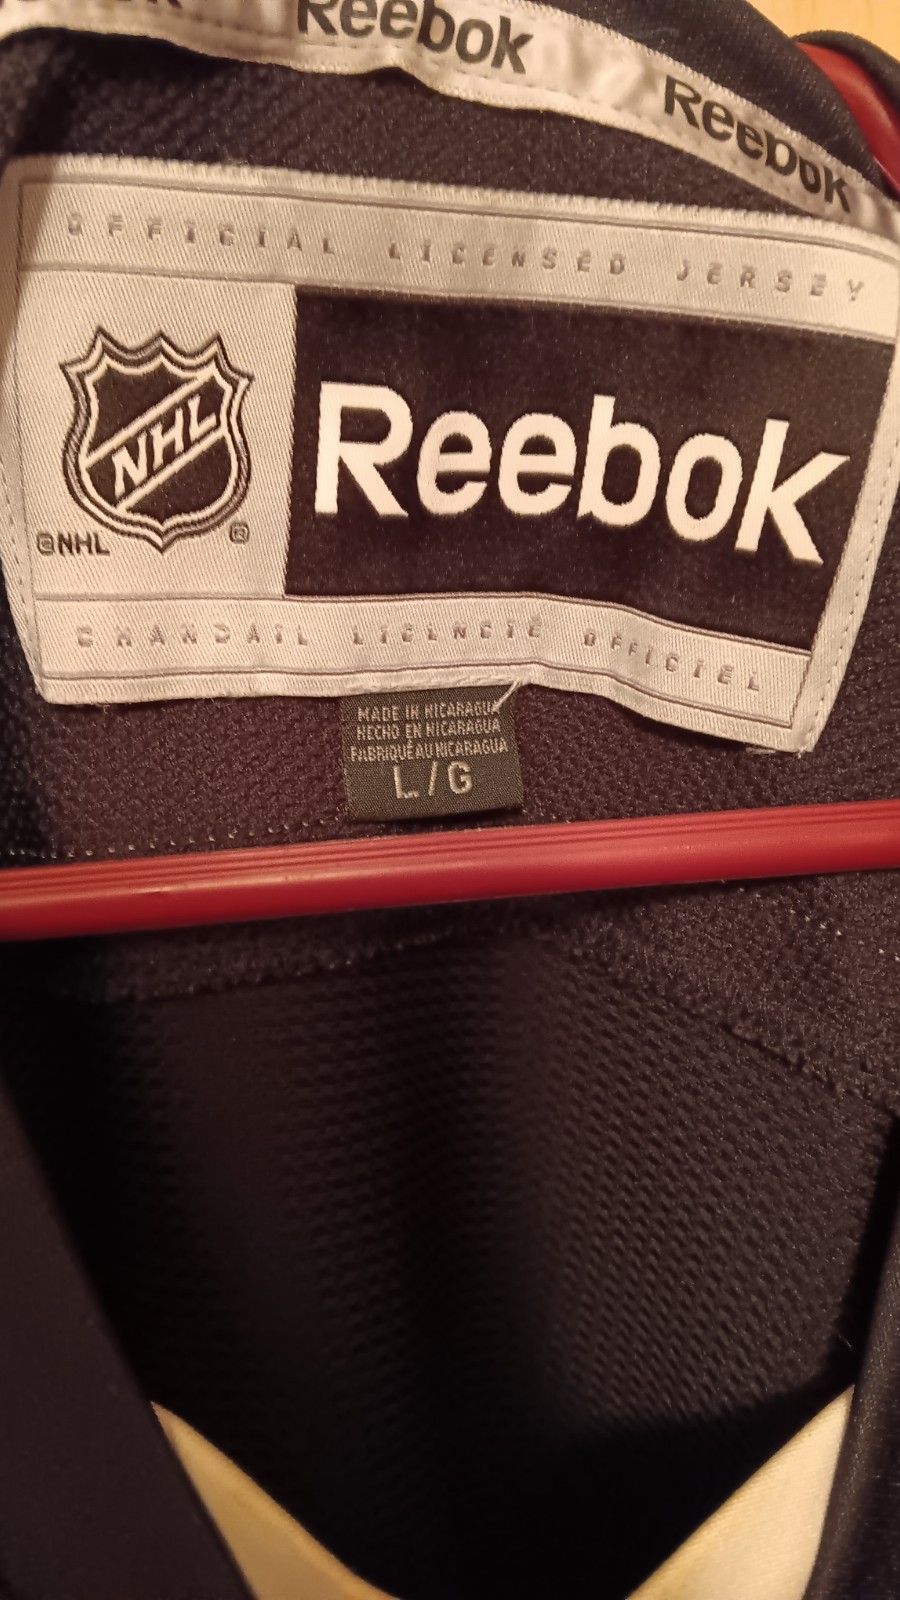 Reebok
Reebok
OFFICIAL LICENSED JERSEY
NHL
Reebok
©NHL ®
CHANDAIL LICENCIÉ OFFICIEL
MADE IN NICARAGUA
HECHO EN NICARAGUA
FABRIQUÉ AU NICARAGUA
L/G